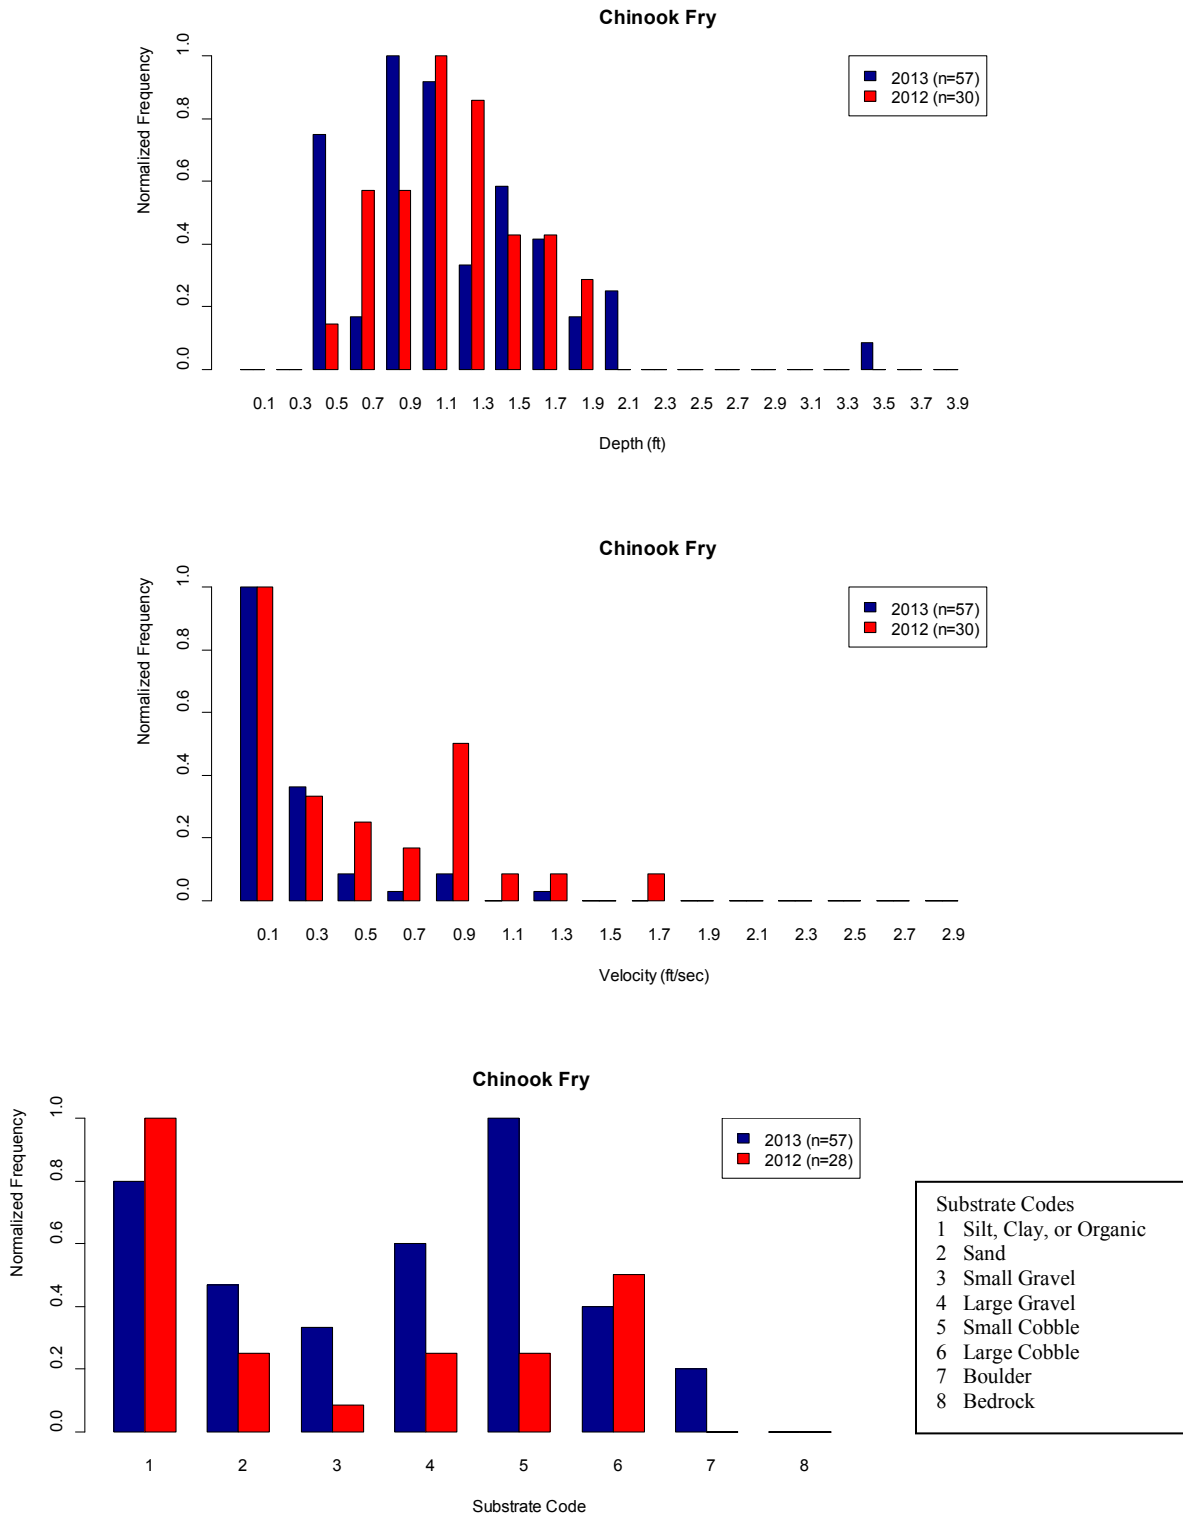 Chinook Fry
Normalized Frequency
0.0 0.2 0.4 0.6 0.8 1.0
2013 (n=57)
2012 (n=30)
0.1 0.3 0.5 0.7 0.9 1.1 1.3 1.5 1.7 1.9 2.1 2.3 2.5 2.7 2.9 3.1 3.3 3.5 3.7 3.9
Depth (ft)
Chinook Fry
Normalized Frequency
0.0 0.2 0.4 0.6 0.8 1.0
2013 (n=57)
2012 (n=30)
0.1 0.3 0.5 0.7 0.9 1.1 1.3 1.5 1.7 1.9 2.1 2.3 2.5 2.7 2.9
Velocity (ft/sec)
Chinook Fry
Normalized Frequency
0.0 0.2 0.4 0.6 0.8 1.0
2013 (n=57)
2012 (n=28)
1 2 3 4 5 6 7 8
Substrate Code
Substrate Codes
1 Silt, Clay, or Organic
2 Sand
3 Small Gravel
4 Large Gravel
5 Small Cobble
6 Large Cobble
7 Boulder
8 Bedrock